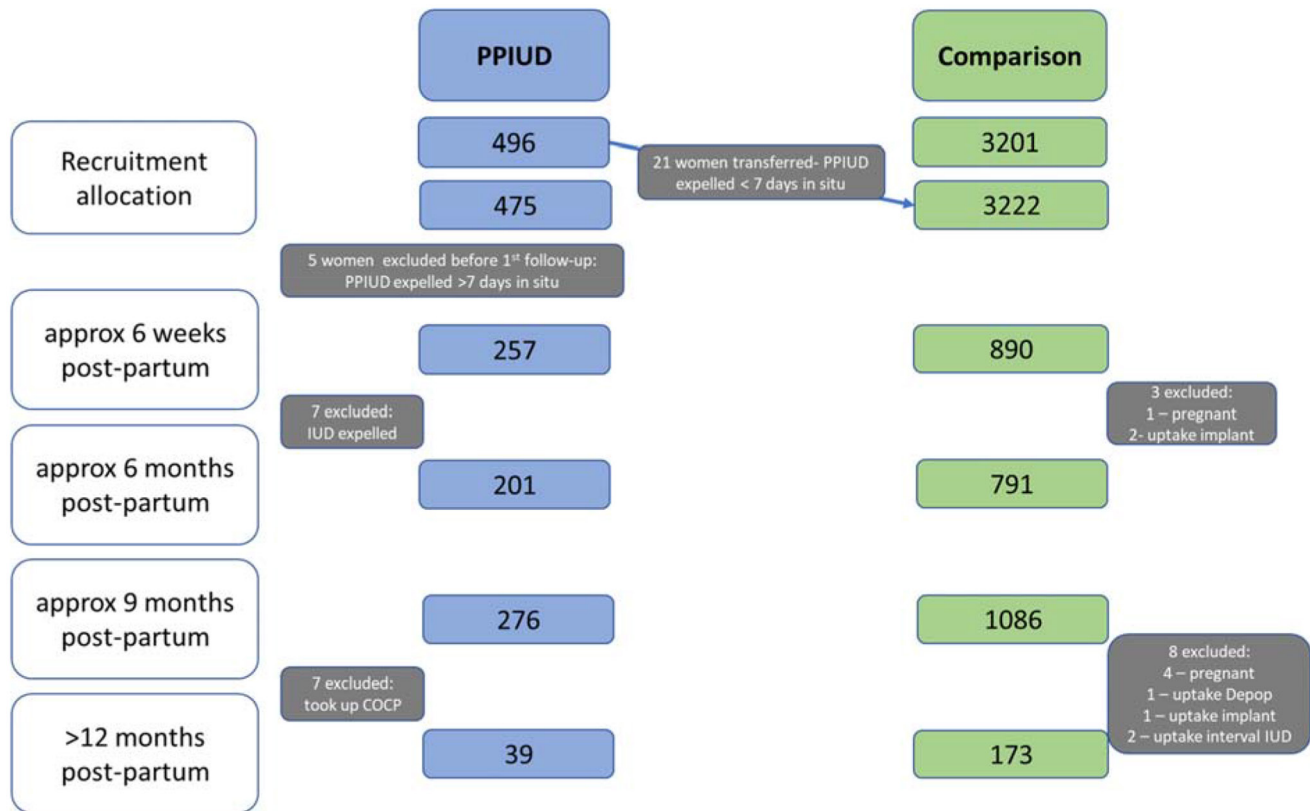 PPIUD
Comparison
Recruitment
allocation
496
3201
21 women transferred- PPIUD
expelled < 7 days in situ
475
3222
5 women excluded before 1st follow-up:
PPIUD expelled >7 days in situ
approx 6 weeks
post-partum
257
890
7 excluded:
IUD expelled
3 excluded:
1 – pregnant
2- uptake implant
approx 6 months
post-partum
201
791
approx 9 months
post-partum
276
1086
7 excluded:
took up COCP
8 excluded:
4 – pregnant
1 – uptake Depop
1 – uptake implant
2 – uptake interval IUD
>12 months
post-partum
39
173